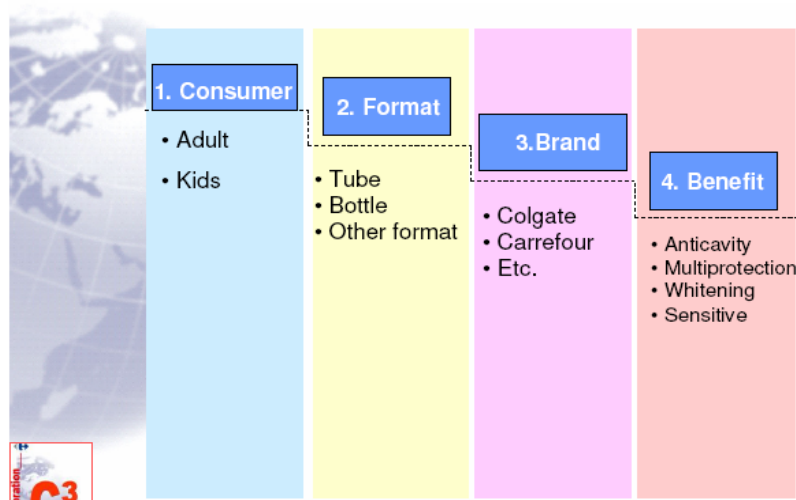 1. Consumer
• Adult
• Kids
2. Format
• Tube
• Bottle
• Other format
3.Brand
• Colgate
• Carrefour
• Etc.
4. Benefit
• Anticavity
• Multiprotection
• Whitening
• Sensitive
3